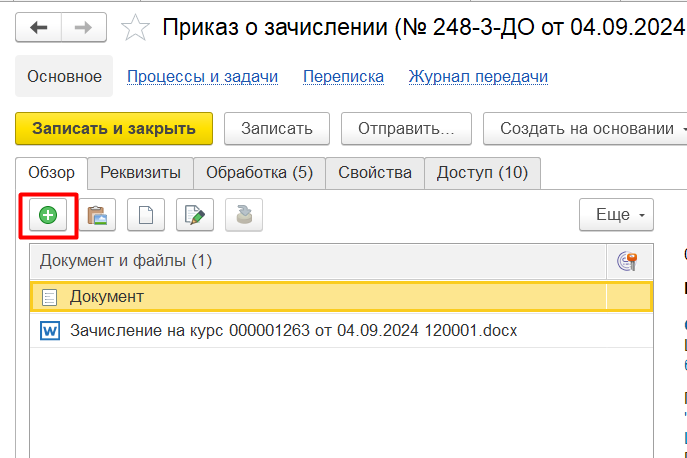 Приказ о зачислении (№ 248-3-ДО от 04.09.2024
Основное Процессы и задачи Переписка Журнал передачи
Записать и закрыть Записать Отправить... Создать на основании
Обзор Реквизиты Обработка (5) Свойства Доступ (10)
Еще
Документ и файлы (1)
Документ
Зачисление на курс 000001263 от 04.09.2024 120001.docx